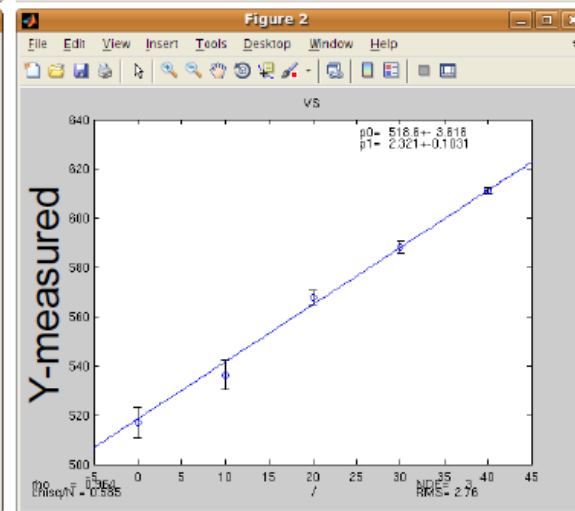 Figure 2
File Edit View Insert Tools Desktop Window Help
VS
p0= 518.6+- 3.616
p1= 2.321+-0.1031
640
620
600
580
560
540
520
500
Y-measured
-5 0 5 10 15 20 25 30 35 40 45
chisq/N = 0.585
/
NDF= 3
RMS= 2.76